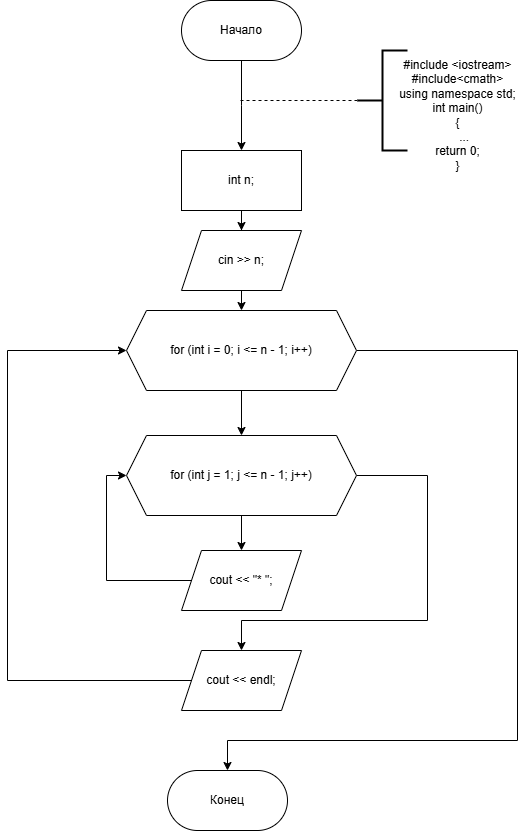 Начало
#include <iostream>
#include<cmath>
using namespace std;
int main()
{
...
return 0;
}
int n;
cin >> n;
for (int i = 0; i <= n - 1; i++)
for (int j = 1; j <= n - 1; j++)
cout << "* ";
cout << endl;
Конец